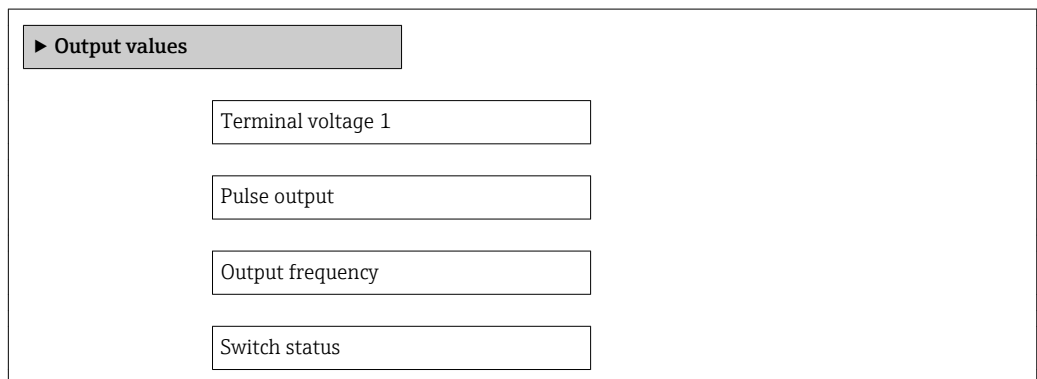 ▶ Output values
Terminal voltage 1
Pulse output
Output frequency
Switch status